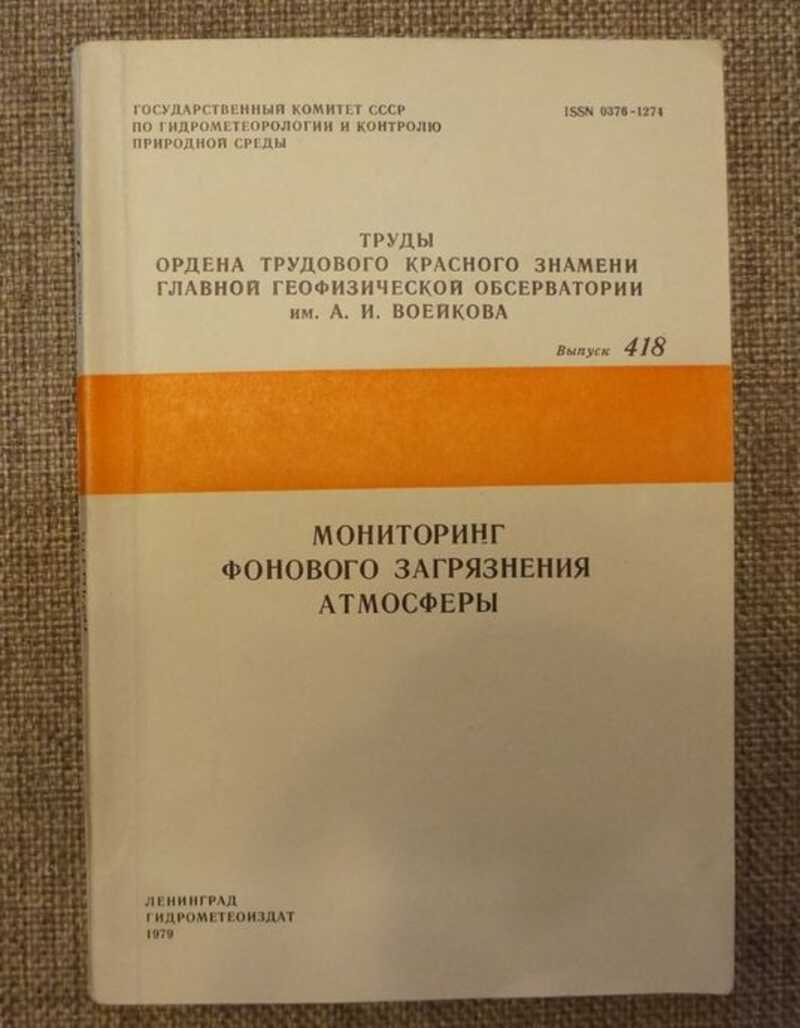 ГОСУДАРСТВЕННЫЙ КОМИТЕТ СССР
ПО ГИДРОМЕТЕОРОЛОГИИ И КОНТРОЛЮ
ПРИРОДНОЙ СРЕДЫ
ISSN 0376-1274
ТРУДЫ
ОРДЕНА ТРУДОВОГО КРАСНОГО ЗНАМЕНИ
ГЛАВНОЙ ГЕОФИЗИЧЕСКОЙ ОБСЕРВАТОРИИ
им. А. И. ВОЕЙКОВА
Выпуск 418
МОНИТОРИНГ
ФОНОВОГО ЗАГРЯЗНЕНИЯ
АТМОСФЕРЫ
ЛЕНИНГРАД
ГИДРОМЕТЕОИЗДАТ
1979